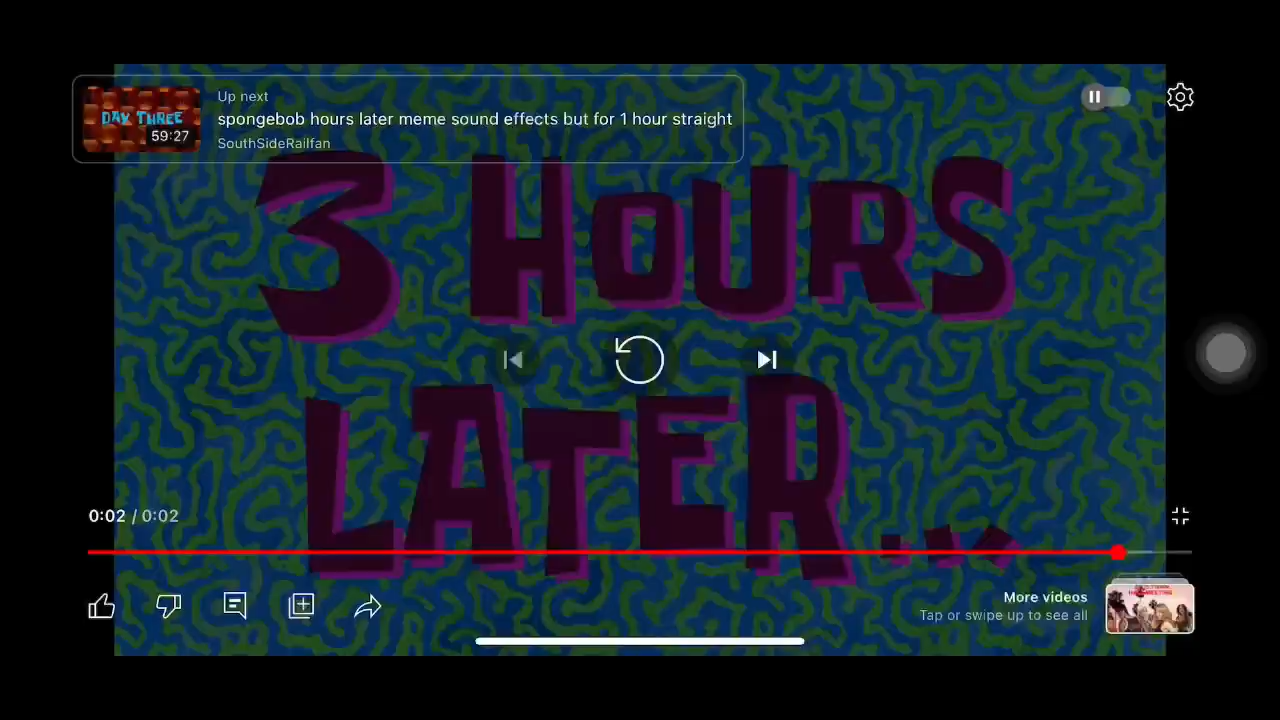 Up next
DAY THREE
59:27
spongebob hours later meme sound effects but for 1 hour straight
SouthSideRailfan
3 HOURS
LATER...
0:02 / 0:02
More videos
Tap or swipe up to see all